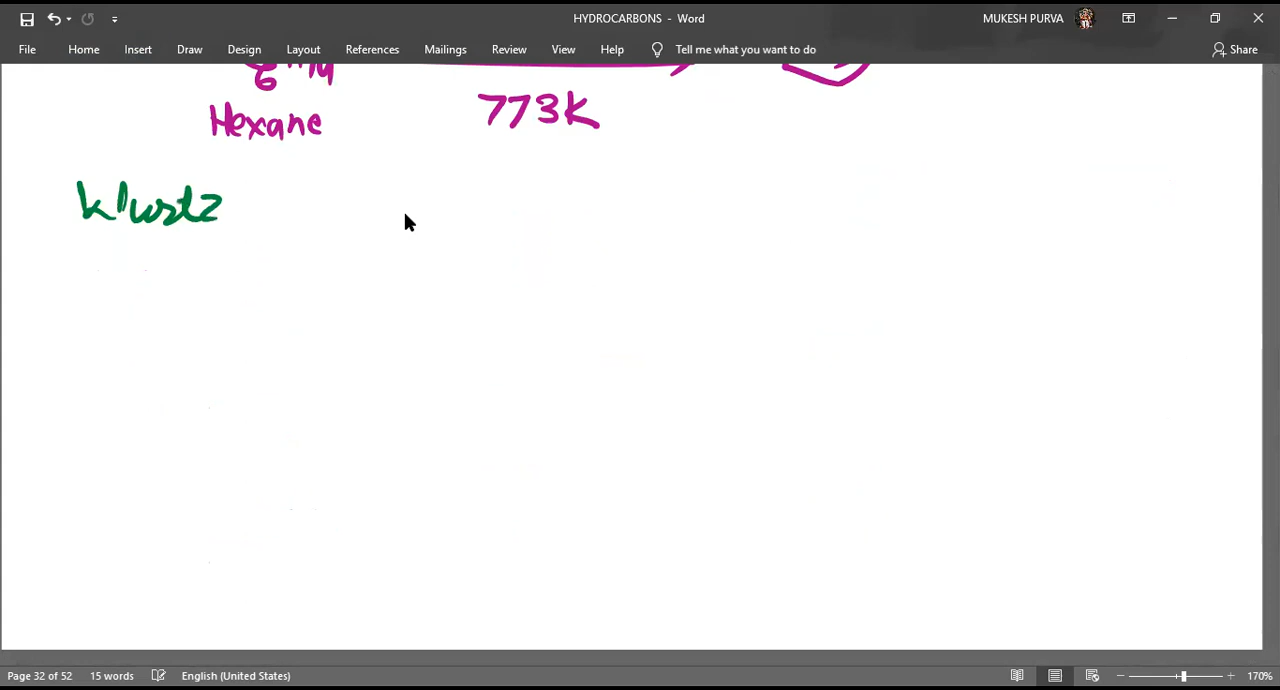 HYDROCARBONS - Word
MUKESH PURVA
File Home Insert Draw Design Layout References Mailings Review View Help Tell me what you want to do Share
Hexane
773K
Page 32 of 52 15 words English (United States) 170%